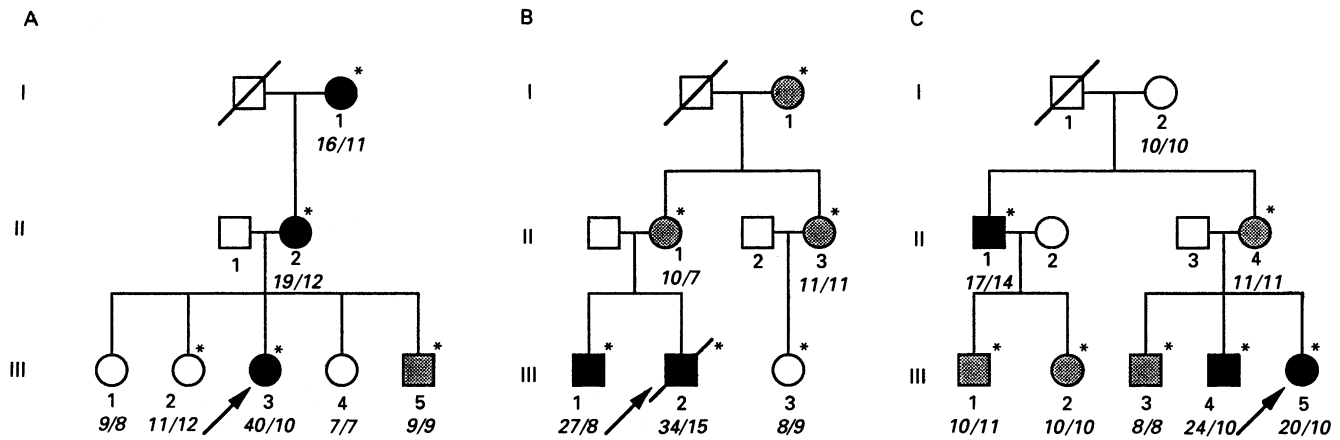 A B C
I I I
* *
1 1 1 2
16/11 10/10
II II II
* * * * *
1 2 1 2 3 1 2 3 4
19/12 10/7 11/11 17/14 11/11
III III III
* * * * * * * * * * *
1 2 3 4 5 1 2 3 1 2 3 4 5
9/8 11/12 40/10 7/7 9/9 27/8 34/15 8/9 10/11 10/10 8/8 24/10 20/10